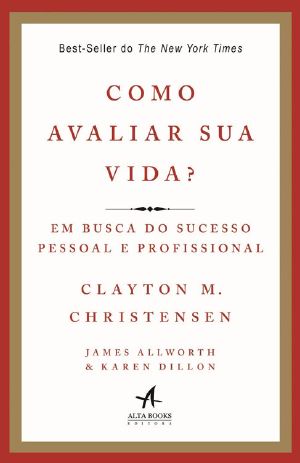 Best-Seller do The New York Times
COMO
AVALIAR SUA
VIDA?
EM BUSCA DO SUCESSO
PESSOAL E PROFISSIONAL
CLAYTON M.
CHRISTENSEN
JAMES ALLWORTH
& KAREN DILLON
ALTA BOOKS
EDITORA